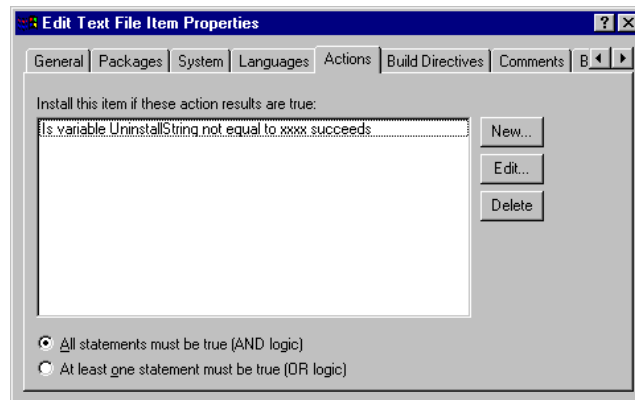 Edit Text File Item Properties
General Packages System Languages Actions Build Directives Comments B
Install this item if these action results are true:
Is variable UninstallString not equal to xxxx succeeds
New...
Edit...
Delete
All statements must be true (AND logic)
At least one statement must be true (OR logic)